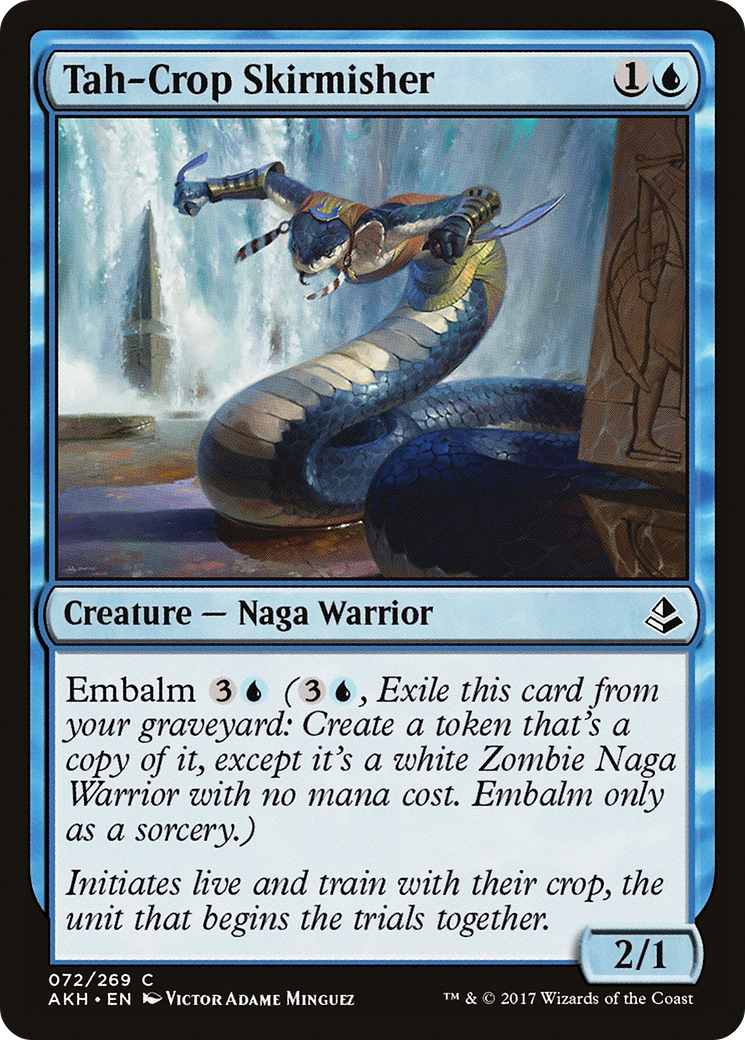 Tah-Crop Skirmisher 1
Creature — Naga Warrior
Embalm 3 (3, Exile this card from
your graveyard: Create a token that's a
copy of it, except it's a white Zombie Naga
Warrior with no mana cost. Embalm only
as a sorcery.)
Initiates live and train with their crop, the
unit that begins the trials together.
2/1
072/269 C
AKH • EN Victor Adame Minguez ™ & © 2017 Wizards of the Coast